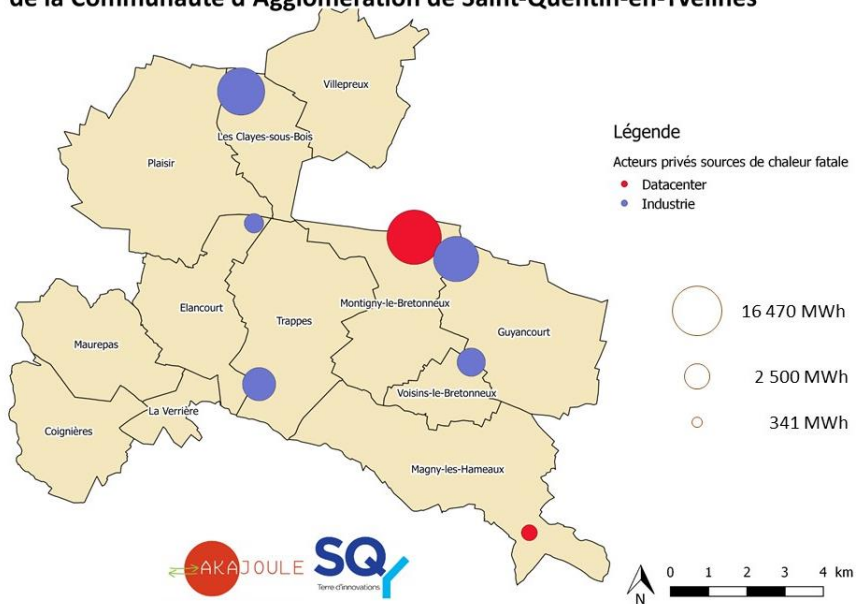 de la Communauté d'Agglomération de Saint-Quentin-en-Yvelines
Villepreux
Les Clayes-sous-Bois
Plaisir
Légende
Acteurs privés sources de chaleur fatale
Datacenter
Industrie
Elancourt
Trappes
Montigny-le-Bretonneux
Guyancourt
Maurepas
16 470 MWh
2 500 MWh
341 MWh
Voisins-le-Bretonneux
La Verrière
Coignières
Magny-les-Hameaux
AKAJOULE
SQY
Terre d'innovations
N
0 1 2 3 4 km